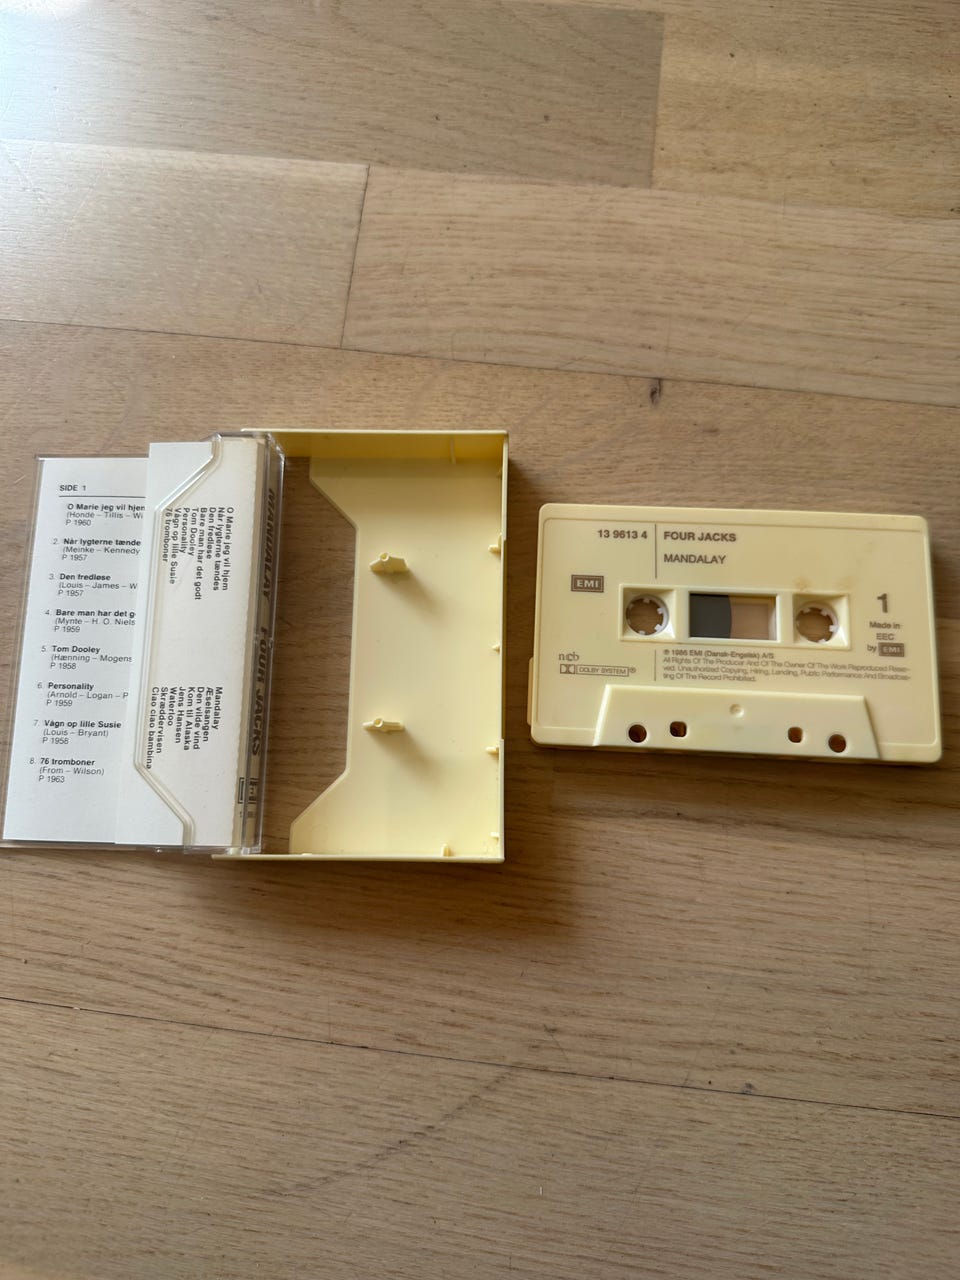 SIDE 1
O Marie jeg vil hjem
(Honde – Tillis – Wi
P 1960
2. Når lygterne tænde
(Meinke – Kennedy
P 1957
3. Den fredløse
(Louis – James – W
P 1957
4. Bare man har det g
(Mynte – H. O. Niels
P 1959
5. Tom Dooley
(Hænning – Mogens
P 1958
6. Personality
(Arnold – Logan – P
P 1959
7. Vågn op lille Susie
(Louis – Bryant)
P 1958
8. 76 tromboner
(From – Wilson)
P 1963
O Marie jeg vil hjem
Når lygterne tændes
Den fredløse
Bare man har det godt
Tom Dooley
Personality
Vågn op lille Susie
76 tromboner
Mandalay
Æselsangen
Den vilde vind
Kom til Alaska
Jens Hansen
Waterloo
Skræddervisen
Ciao ciao bambina
MANDALAY FOUR JACKS
EMI
13 9613 4
FOUR JACKS
MANDALAY
EMI
1
Made in
EEC
by EMI
ncb
DOLBY SYSTEM®
℗ 1986 EMI (Dansk-Engelsk) A/S
All Rights Of The Producer And Of The Owner Of The Work Reproduced Reser-
ved. Unauthorized Copying, Hiring, Lending, Public Performance And Broadcas-
ting Of The Record Prohibited.